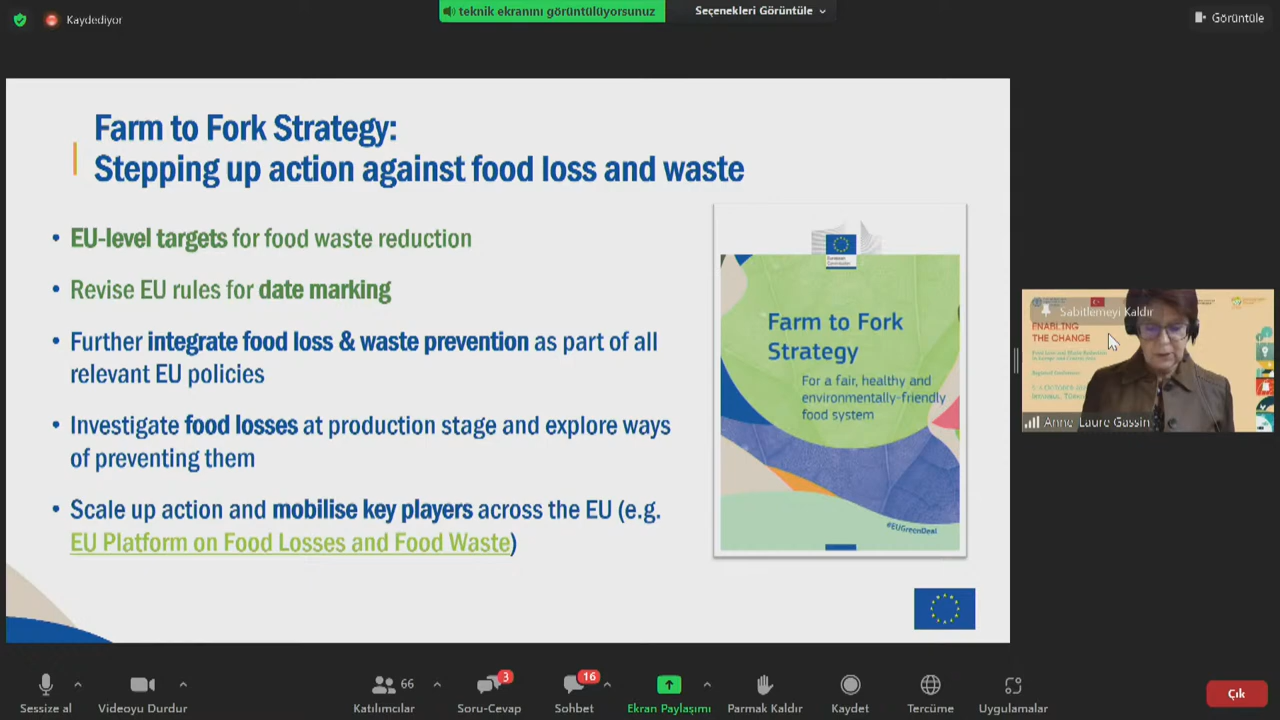 Kaydediyor
teknik ekranını görüntülüyorsunuz
Seçenekleri Görüntüle
Görüntüle
Farm to Fork Strategy:
Stepping up action against food loss and waste
• EU-level targets for food waste reduction
• Revise EU rules for date marking
• Further integrate food loss & waste prevention as part of all
relevant EU policies
• Investigate food losses at production stage and explore ways
of preventing them
• Scale up action and mobilise key players across the EU (e.g.
EU Platform on Food Losses and Food Waste)
European
Commission
Farm to Fork
Strategy
For a fair, healthy and
environmentally-friendly
food system
#EUGreenDeal
Sabitlemeyi Kaldır
ENABLING
THE CHANGE
Anne Laure Gassin
Sessize al
Videoyu Durdur
66
Katılımcılar
3
Soru-Cevap
16
Sohbet
Ekran Paylaşımı
Parmak Kaldır
Kaydet
Tercüme
Uygulamalar
Çık